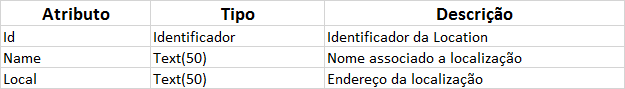 Atributo Tipo Descrição
Id Identificador Identificador da Location
Name Text(50) Nome associado a localização
Local Text(50) Endereço da localização